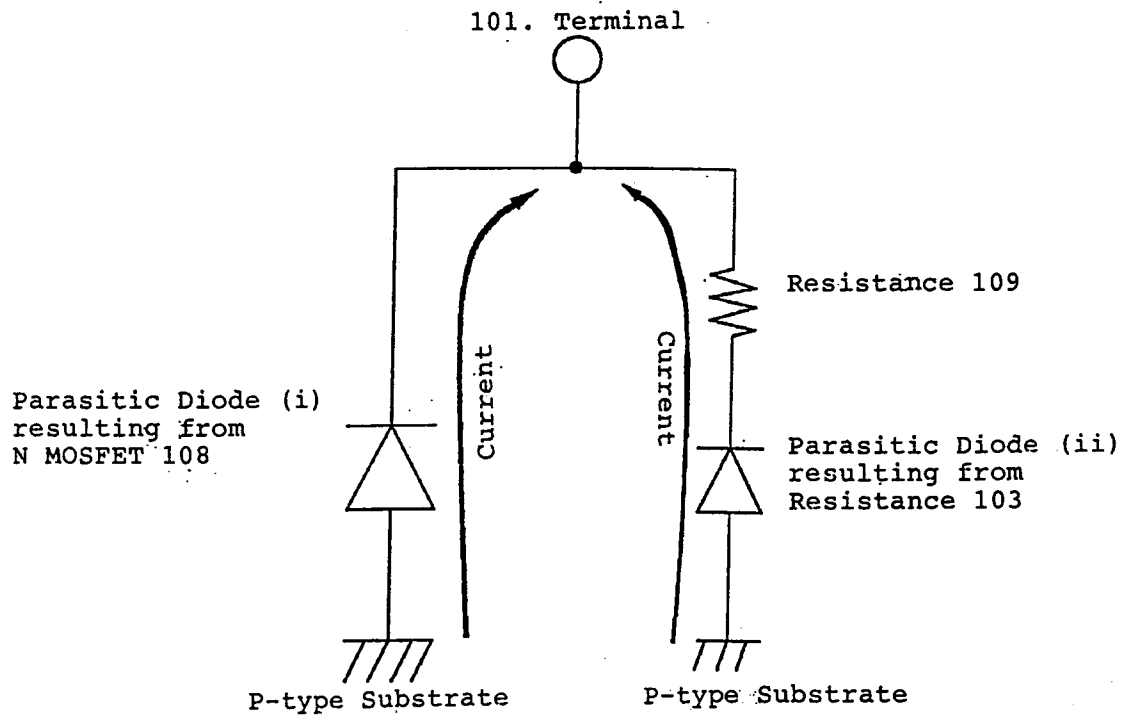 101. Terminal
Resistance 109
Current
Current
Parasitic Diode (i)
resulting from
N MOSFET 108
Parasitic Diode (ii)
resulting from
Resistance 103
P-type Substrate
P-type Substrate